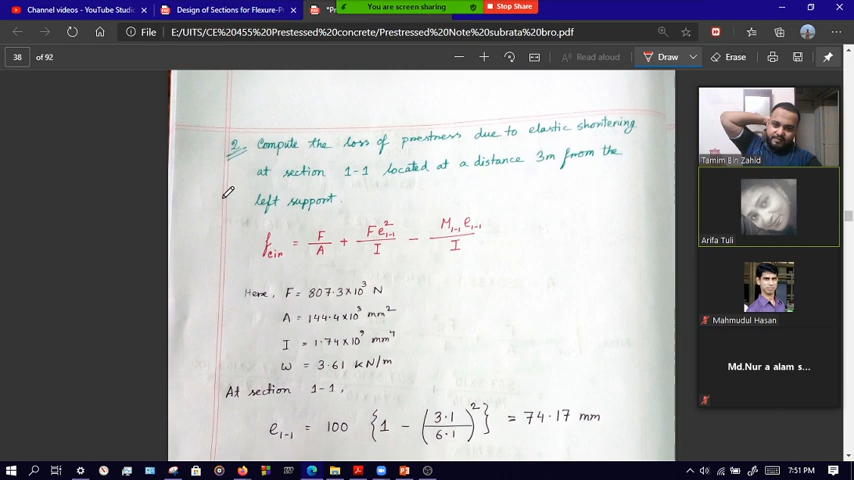 Channel videos - YouTube
Design of Sections for Flexure-Pr
You are screen sharing
Stop Share
File
E:/UITS/CE%20455%20Prestessed%20concrete/Prestressed%20Note%20subrata%20bro.pdf
38
of 92
Read aloud
Draw
Erase
2. Compute the loss of prestress due to elastic shortening
at section 1-1 located at a distance 3m from the
left support.
f_cir = F/A + Fe²₁₋₁/I − M₁₋₁e₁₋₁/I
Here, F = 807.3×10³ N
A = 144.4×10³ mm²
I = 1.74×10⁹ mm⁴
W = 3.61 kN/m
At section 1-1,
e₁₋₁ = 100 {1 − (3.1/6.1)²} = 74.17 mm
Tamim Bin Zahid
Arifa Tuli
Mahmudul Hasan
Md.Nur a alam s...
7:51 PM